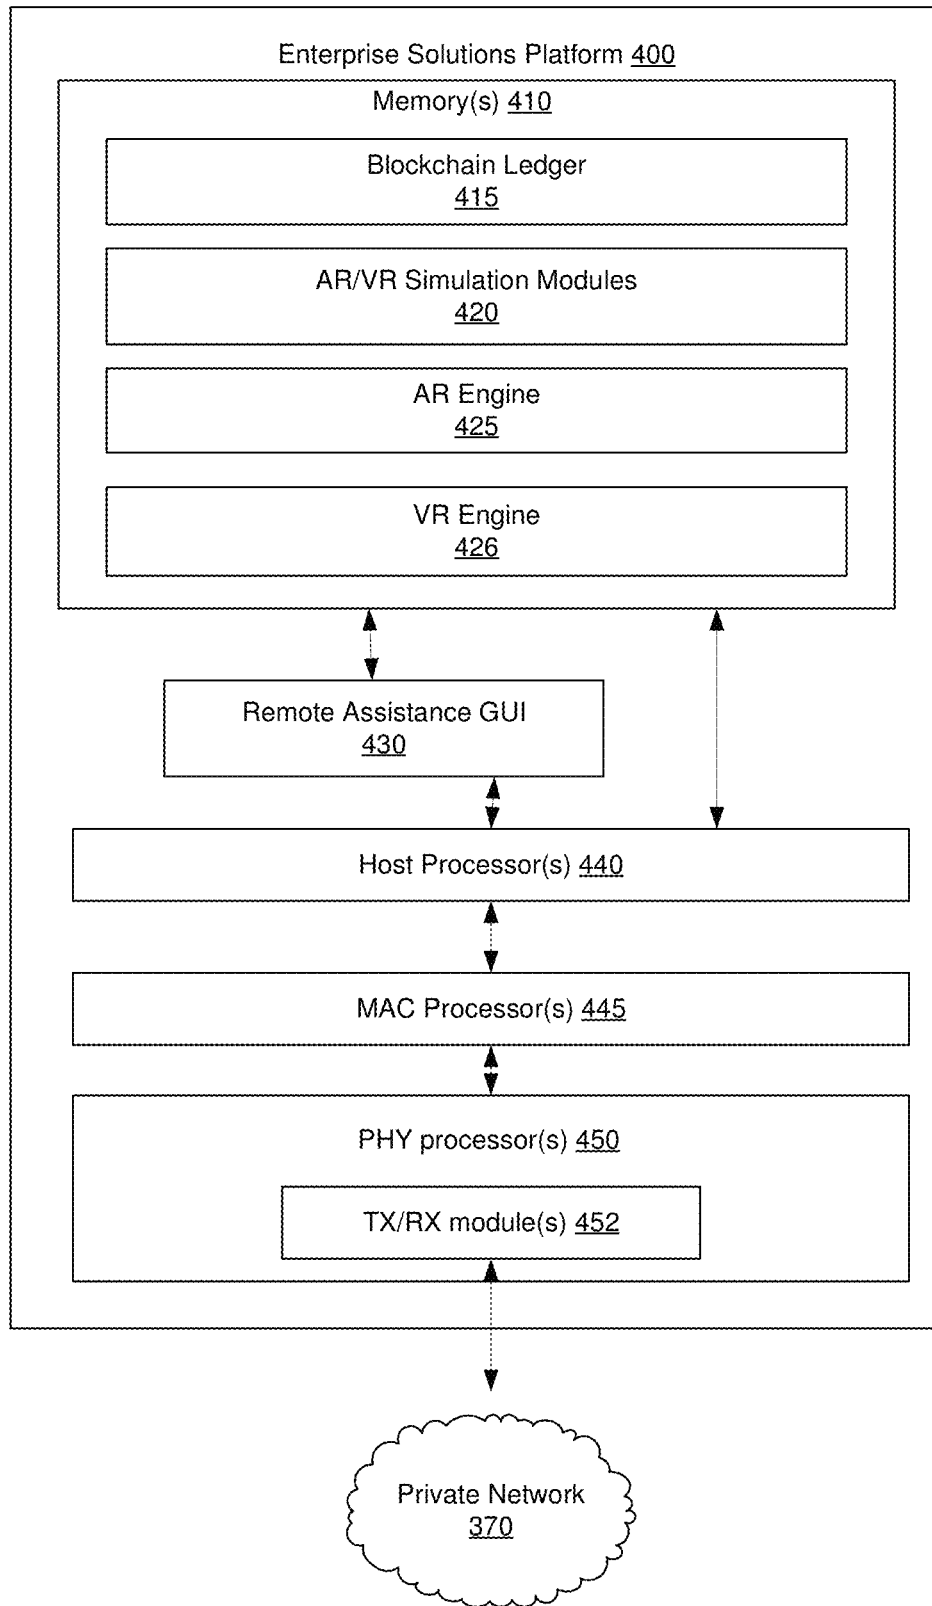 Enterprise Solutions Platform 400
Memory(s) 410
Blockchain Ledger
415
AR/VR Simulation Modules
420
AR Engine
425
VR Engine
426
Remote Assistance GUI
430
Host Processor(s) 440
MAC Processor(s) 445
PHY processor(s) 450
TX/RX module(s) 452
Private Network
370